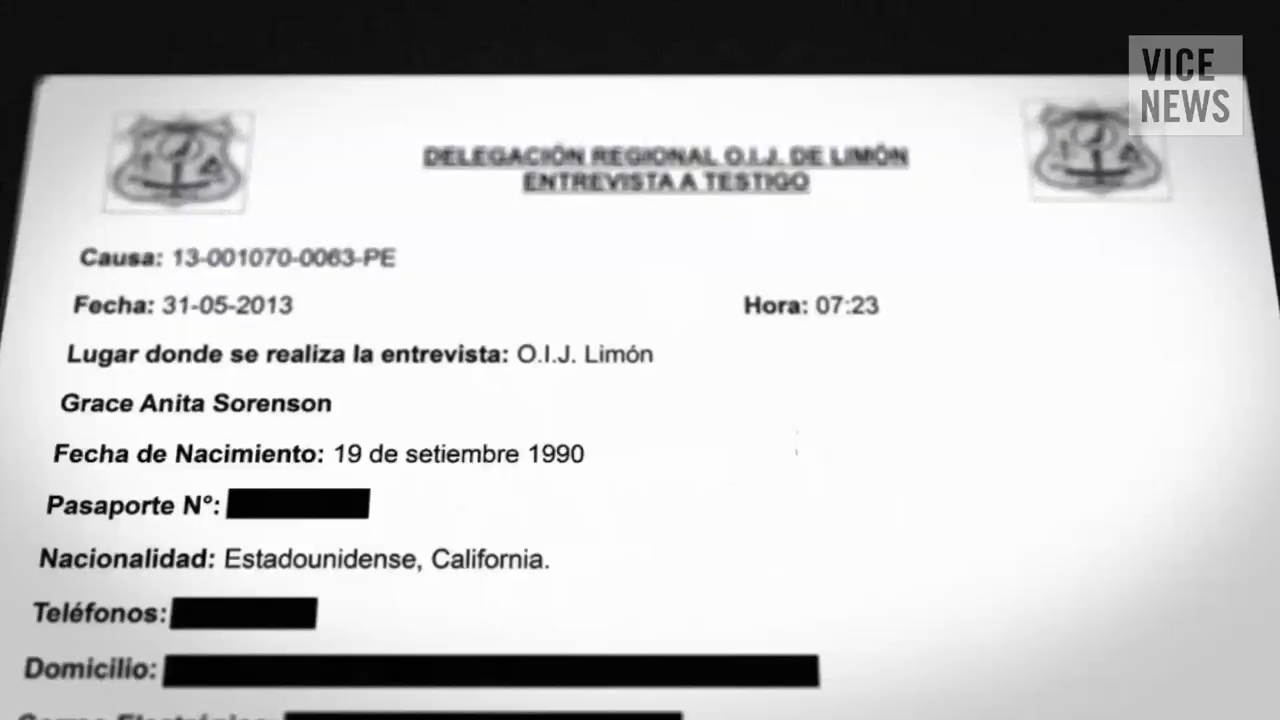 VICE
NEWS
DELEGACIÓN REGIONAL O.I.J. DE LIMÓN
ENTREVISTA A TESTIGO
Causa: 13-001070-0063-PE
Fecha: 31-05-2013 Hora: 07:23
Lugar donde se realiza la entrevista: O.I.J. Limón
Grace Anita Sorenson
Fecha de Nacimiento: 19 de setiembre 1990
Pasaporte N°:
Nacionalidad: Estadounidense, California.
Teléfonos:
Domicilio:
Correo Electrónico: